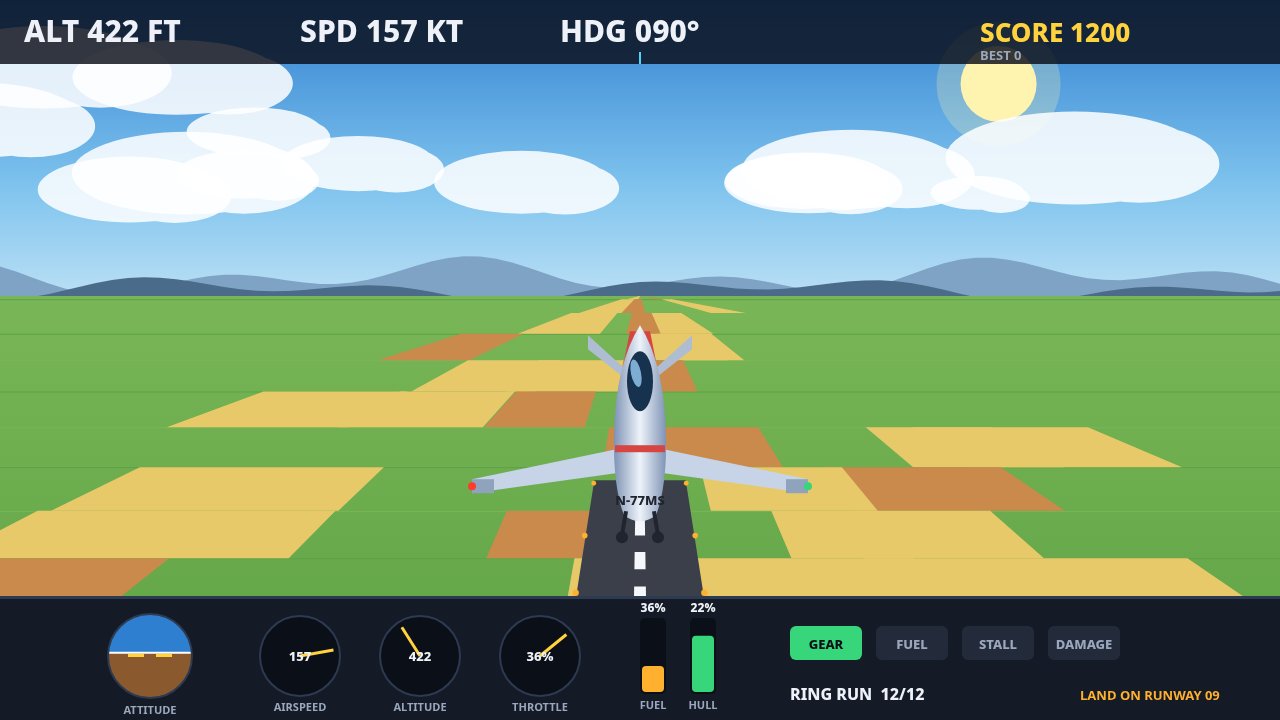 ALT 422 FT SPD 157 KT HDG 090° SCORE 1200
BEST 0
N-77MS
36% 22%
157 422 36%
GEAR FUEL STALL DAMAGE
RING RUN 12/12 LAND ON RUNWAY 09
ATTITUDE AIRSPEED ALTITUDE THROTTLE FUEL HULL